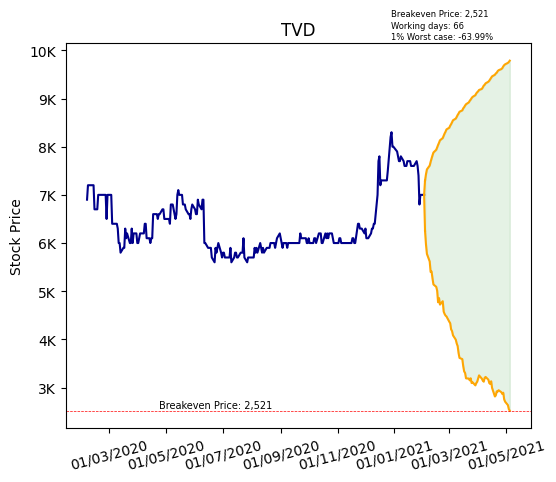 Breakeven Price: 2,521
Working days: 66
1% Worst case: -63.99%
TVD
10K
9K
8K
7K
6K
5K
4K
3K
Stock Price
Breakeven Price: 2,521
01/03/2020
01/05/2020
01/07/2020
01/09/2020
01/11/2020
01/01/2021
01/03/2021
01/05/2021